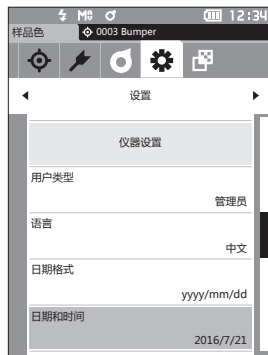 M0 12:34
样品色 0003 Bumper
设置
仪器设置
用户类型
管理员
语言
中文
日期格式
yyyy/mm/dd
日期和时间
2016/7/21